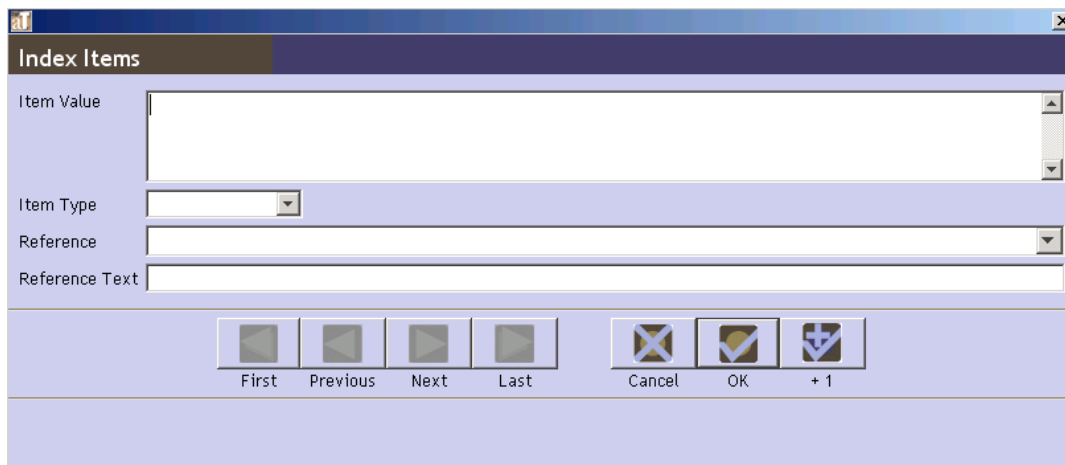 aT
Index Items
Item Value
Item Type
Reference
Reference Text
First Previous Next Last Cancel OK + 1